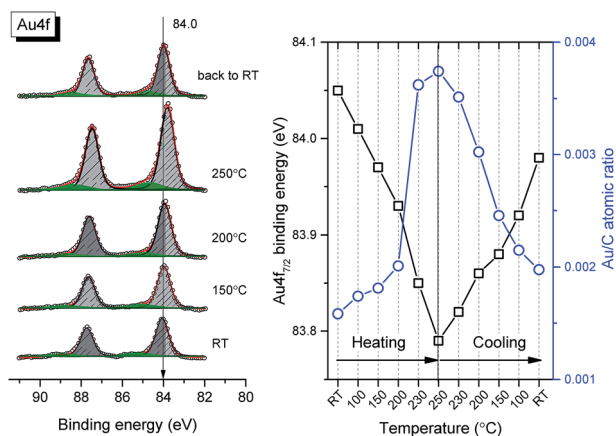 Au4f
84.0
back to RT
250°C
200°C
150°C
RT
90 88 86 84 82 80
Binding energy (eV)
84.1
84.0
83.9
83.8
Au4f7/2 binding energy (eV)
0.004
0.003
0.002
0.001
Au/C atomic ratio
Heating
Cooling
RT 100 150 200 230 250 230 200 150 100 RT
Temperature (°C)